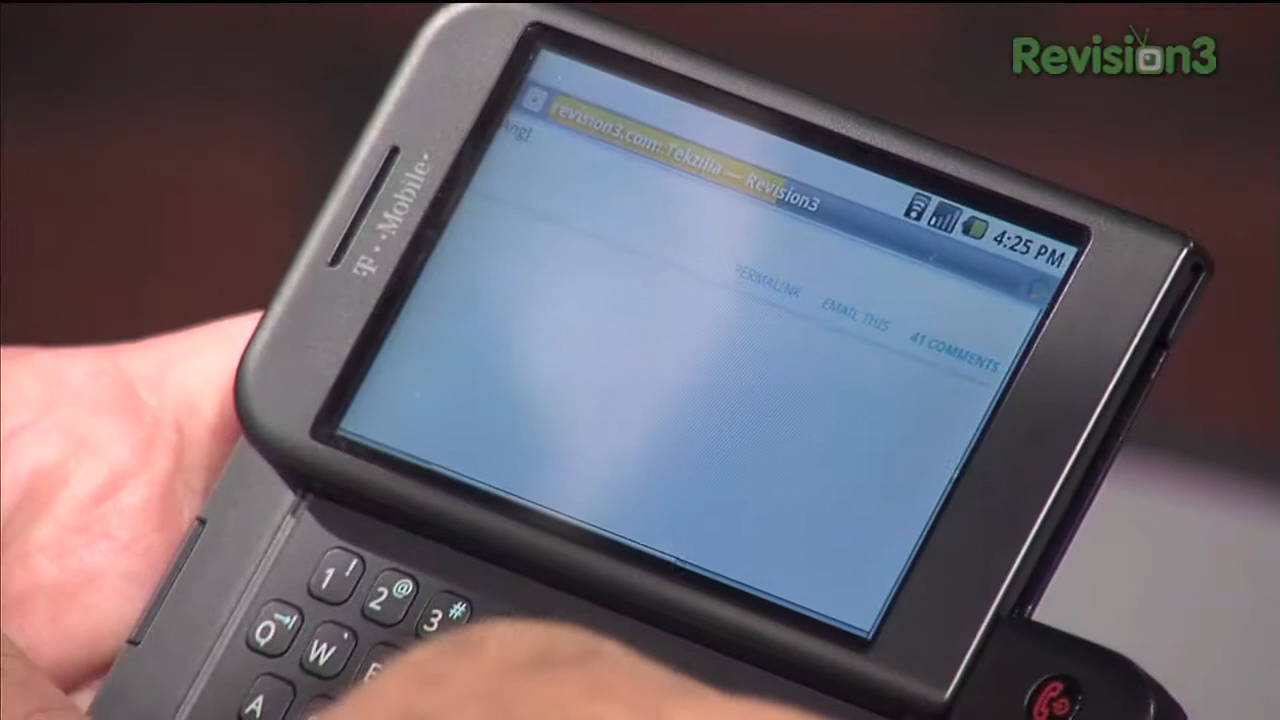 Revision3
revision3.com: Tekzilla — Revision3
4:25 PM
PERMALINK EMAIL THIS 41 COMMENTS
T··Mobile·
1 ! 2 @ 3 #
Q W
A